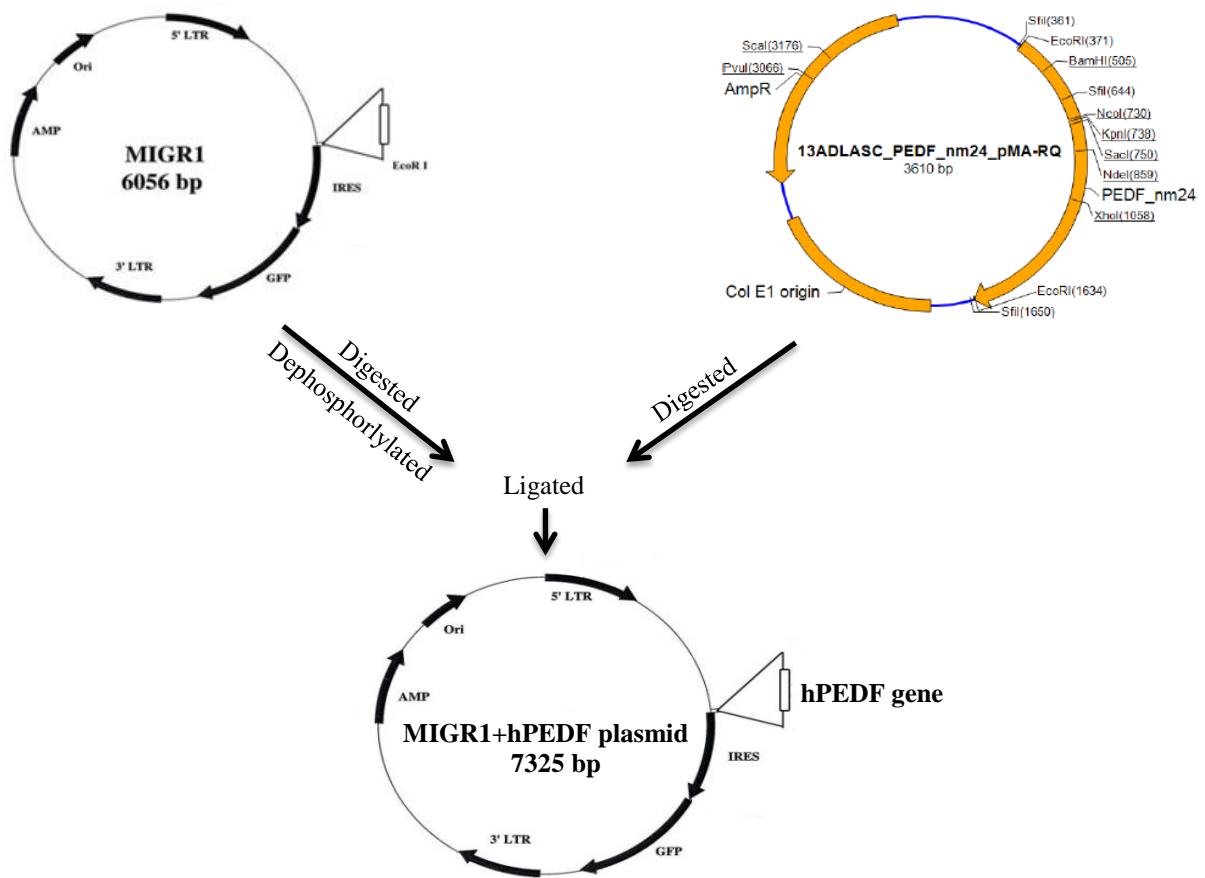 5' LTR
Ori
AMP
MIGR1
6056 bp
EcoR I
IRES
GFP
3' LTR
SfiI(361)
EcoRI(371)
BamHI(505)
SfiI(644)
NcoI(730)
KpnI(738)
SacI(750)
NdeI(859)
PEDF_nm24
XhoI(1058)
EcoRI(1634)
SfiI(1650)
Col E1 origin
AmpR
PvuI(3066)
ScaI(3176)
13ADLASC_PEDF_nm24_pMA-RQ
3610 bp
Digested
Dephosphorlylated
Digested
Ligated
5' LTR
Ori
AMP
MIGR1+hPEDF plasmid
7325 bp
hPEDF gene
IRES
GFP
3' LTR